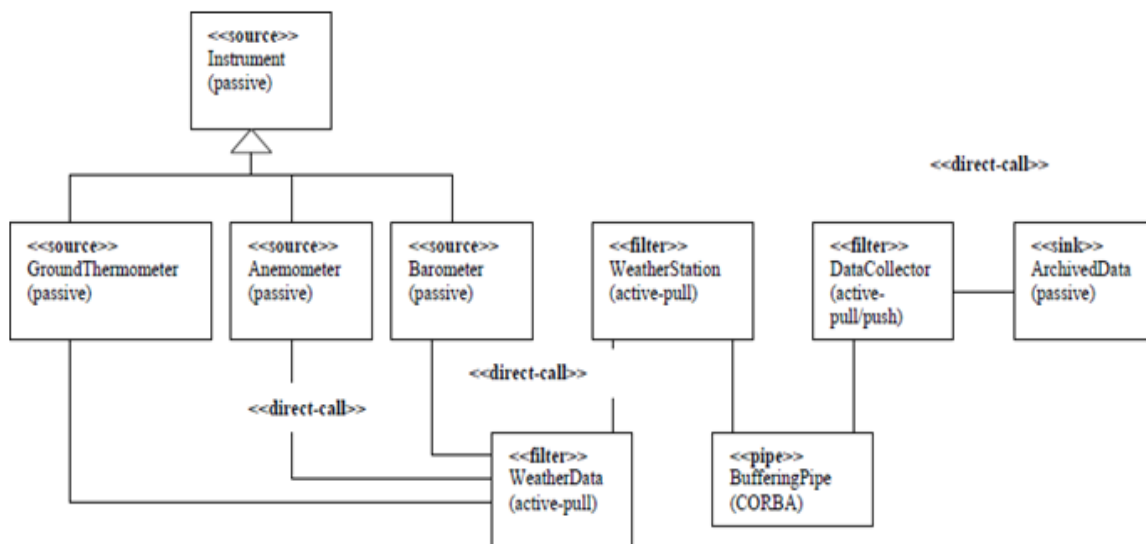 <<source>>
Instrument
(passive)
<<direct-call>>
<<source>>
GroundThermometer
(passive)
<<source>>
Anemometer
(passive)
<<source>>
Barometer
(passive)
<<filter>>
WeatherStation
(active-pull)
<<filter>>
DataCollector
(active-
pull/push)
<<sink>>
ArchivedData
(passive)
<<direct-call>>
<<direct-call>>
<<filter>>
WeatherData
(active-pull)
<<pipe>>
BufferingPipe
(CORBA)